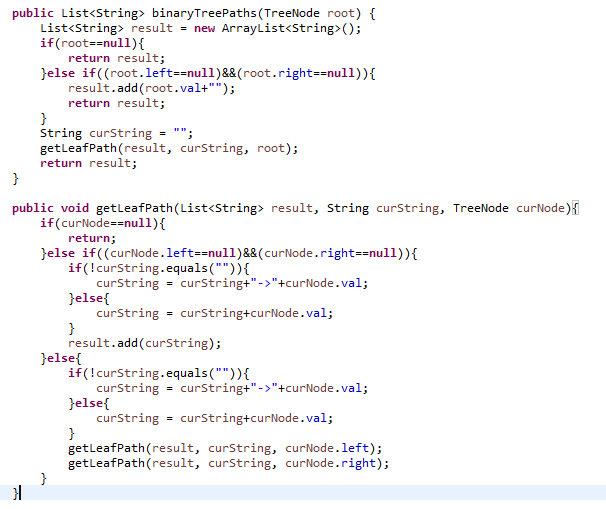 public List<String> binaryTreePaths(TreeNode root) {
    List<String> result = new ArrayList<String>();
    if(root==null){
        return result;
    }else if((root.left==null)&&(root.right==null)){
        result.add(root.val+"");
        return result;
    }
    String curString = "";
    getLeafPath(result, curString, root);
    return result;
}

public void getLeafPath(List<String> result, String curString, TreeNode curNode){
    if(curNode==null){
        return;
    }else if((curNode.left==null)&&(curNode.right==null)){
        if(!curString.equals("")){
            curString = curString+"->"+curNode.val;
        }else{
            curString = curString+curNode.val;
        }
        result.add(curString);
    }else{
        if(!curString.equals("")){
            curString = curString+"->"+curNode.val;
        }else{
            curString = curString+curNode.val;
        }
        getLeafPath(result, curString, curNode.left);
        getLeafPath(result, curString, curNode.right);
    }
}